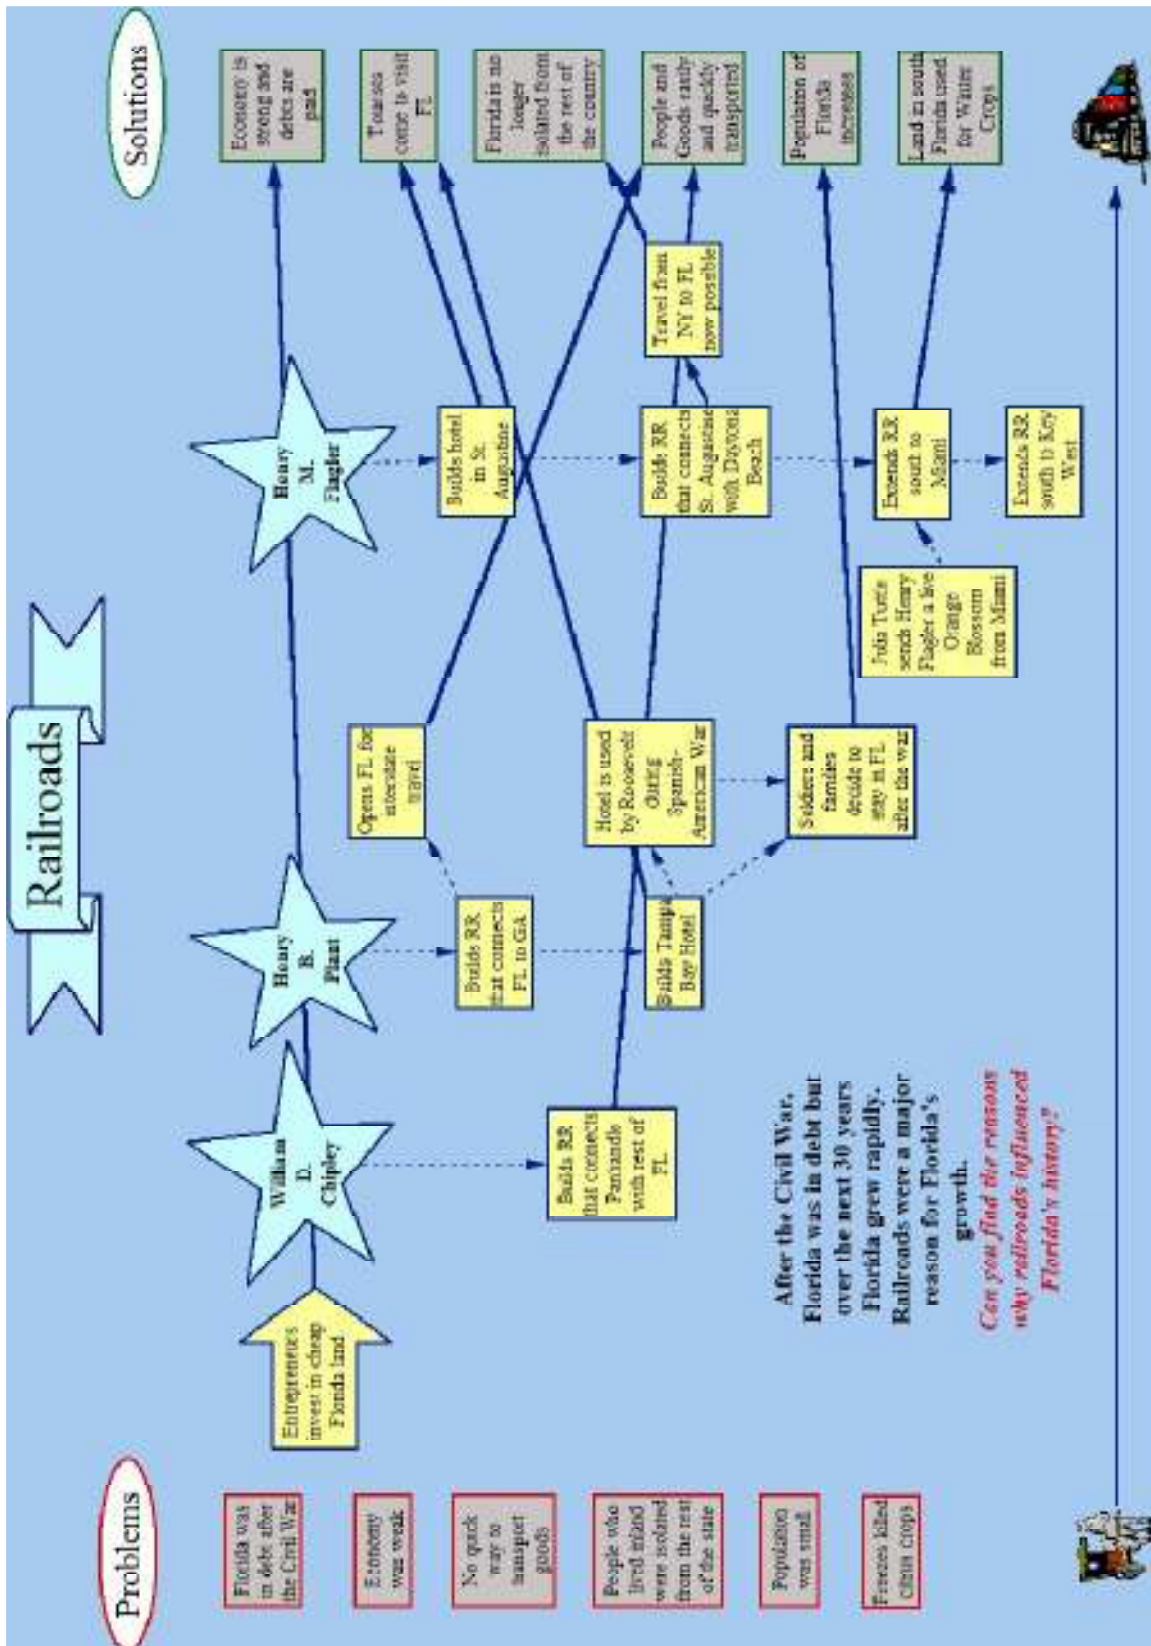 Railroads
Problems
Solutions
Florida was
in debt after
the Civil War
Economy
was weak
No quick
way to
transport
goods
People who
lived inland
were isolated
from the rest
of the state
Population
was small
Freezes killed
citrus crops
Entrepreneurs
invest in cheap
Florida land
William
D.
Chipley
Builds RR
that connects
Panhandle
with rest of
FL
Henry
B.
Plant
Builds RR
that connects
FL to GA
Opens FL for
interstate
travel
Builds Tampa
Bay Hotel
Hotel is used
by Roosevelt
during
Spanish-
American War
Soldiers and
families
decide to
stay in FL
after the war
Henry
M.
Flagler
Builds hotel
in St.
Augustine
Builds RR
that connects
St. Augustine
with Daytona
Beach
Travel from
NY to FL
now possible
Julia Tuttle
sends Henry
Flagler a live
Orange
Blossom
from Miami
Extends RR
south to
Miami
Extends RR
south to Key
West
Economy is
strong and
debts are
paid
come to visit
FL
Florida is no
longer
isolated from
the rest of
the country
People and
Goods easily
and quickly
transported
Population of
Florida
increases
Land in south
Florida used
for Winter
Crops
After the Civil War,
Florida was in debt but
over the next 30 years
Florida grew rapidly.
Railroads were a major
reason for Florida's
growth.
Can you find the reasons
why railroads influenced
Florida's history?